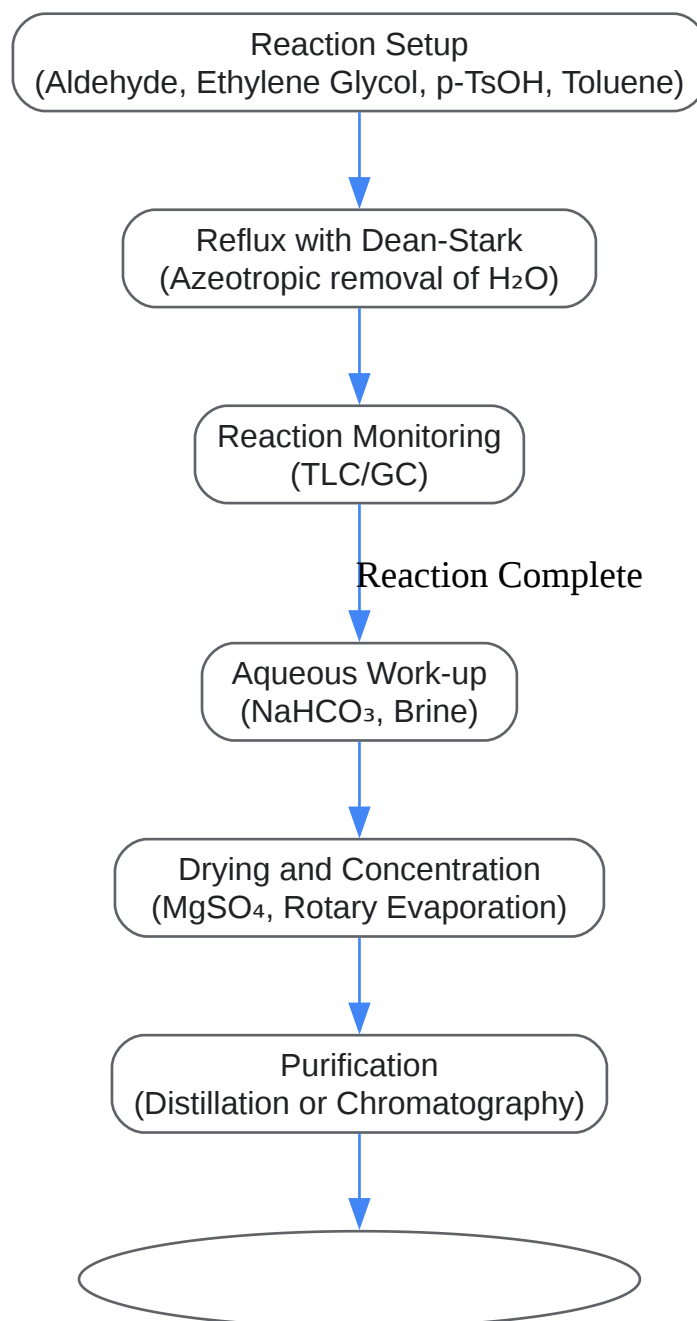 Reaction Setup
(Aldehyde, Ethylene Glycol, p-TsOH, Toluene)
Reflux with Dean-Stark
(Azeotropic removal of H₂O)
Reaction Monitoring
(TLC/GC)
Reaction Complete
Aqueous Work-up
(NaHCO₃, Brine)
Drying and Concentration
(MgSO₄, Rotary Evaporation)
Purification
(Distillation or Chromatography)